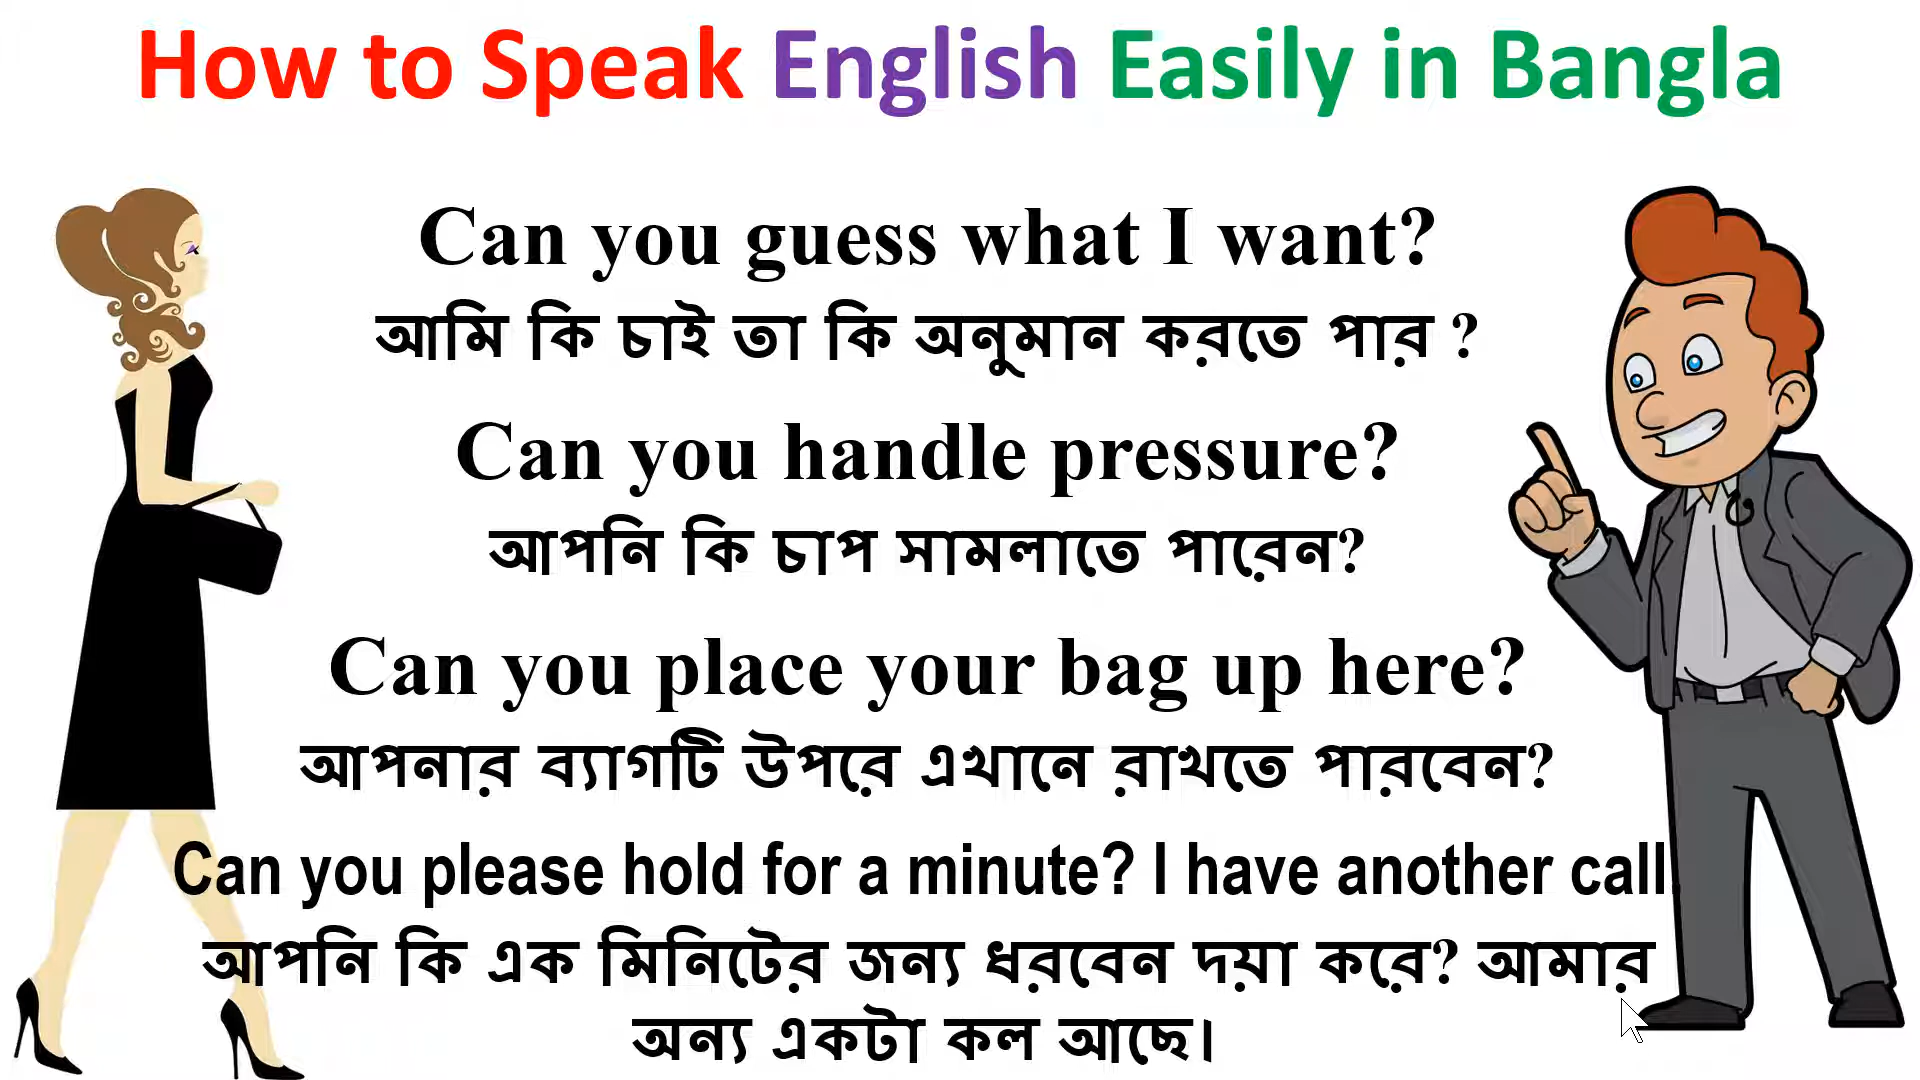 How to Speak English Easily in Bangla
Can you guess what I want?
আমি কি চাই তা কি অনুমান করতে পার ?
Can you handle pressure?
আপনি কি চাপ সামলাতে পারেন?
Can you place your bag up here?
আপনার ব্যাগটি উপরে এখানে রাখতে পারবেন?
Can you please hold for a minute? I have another call.
আপনি কি এক মিনিটের জন্য ধরবেন দয়া করে? আমার
অন্য একটা কল আছে।